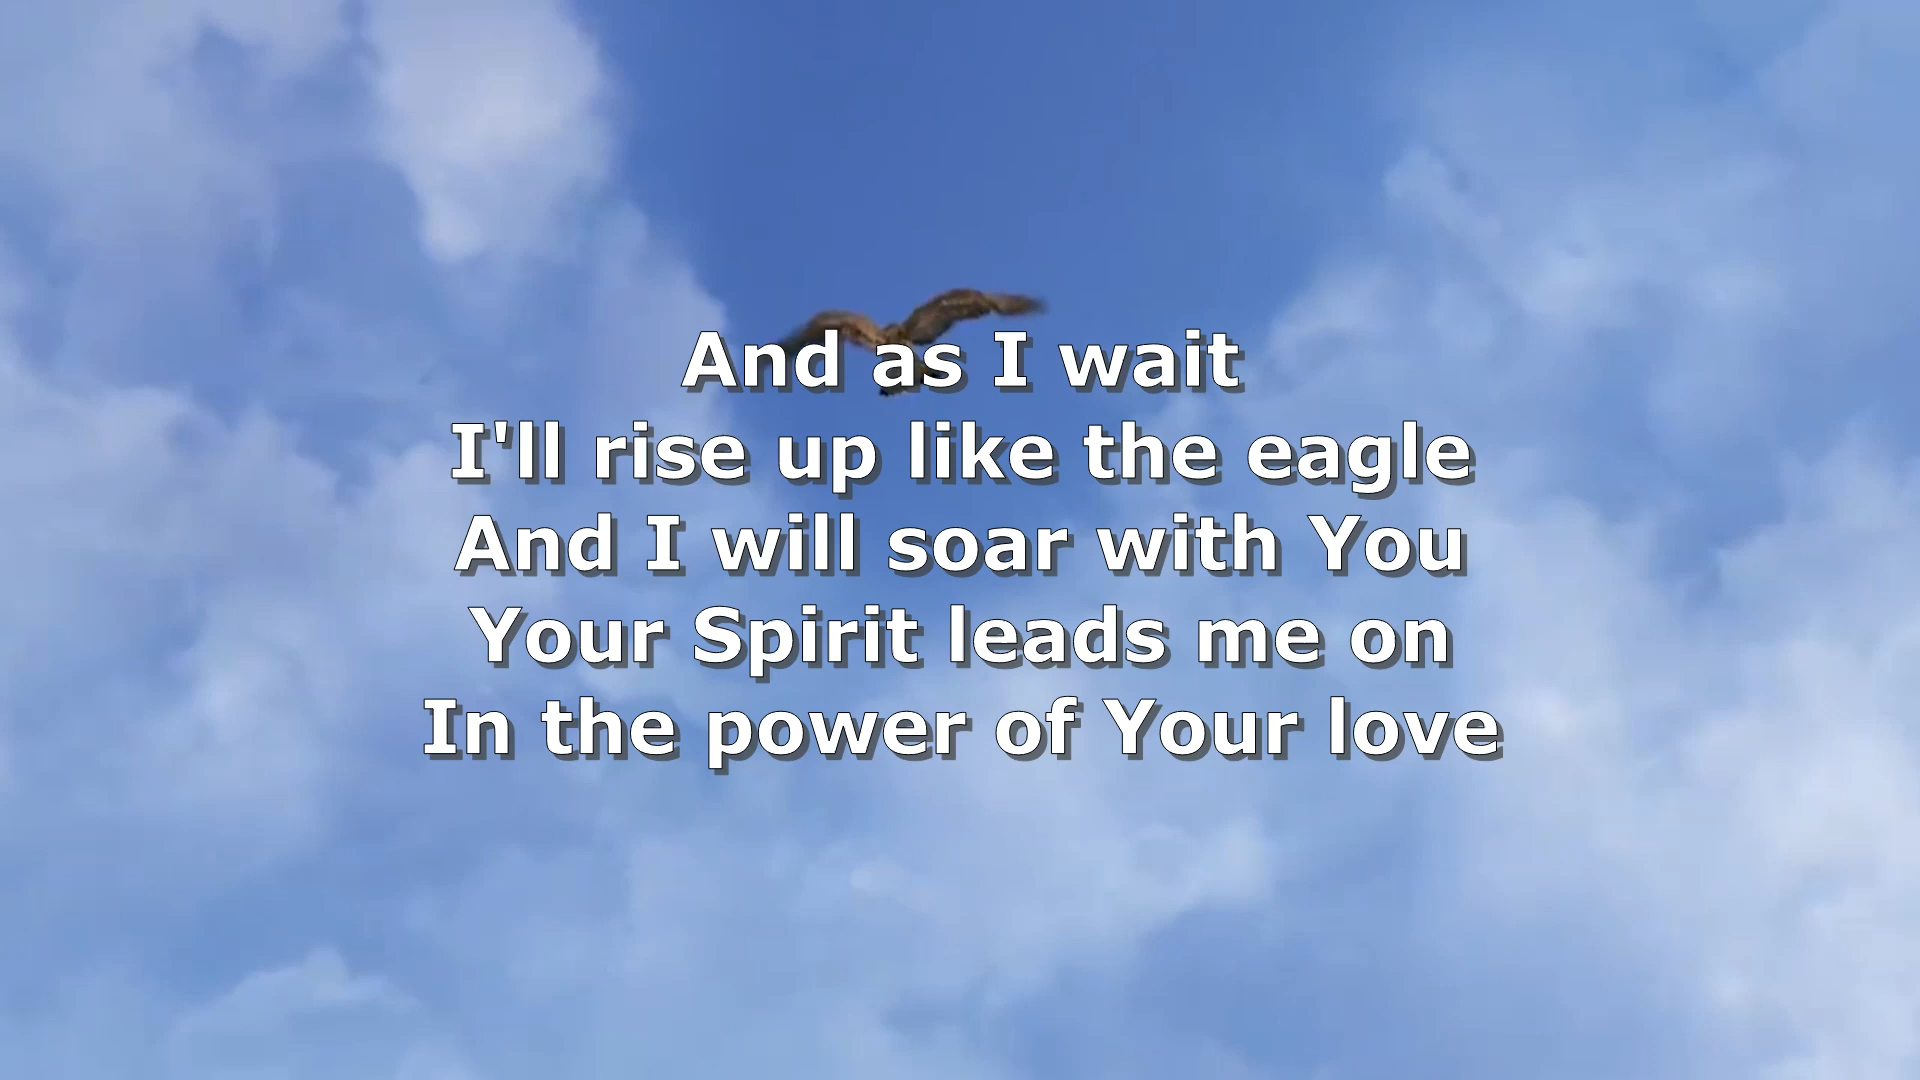 And as I wait
I'll rise up like the eagle
And I will soar with You
Your Spirit leads me on
In the power of Your love